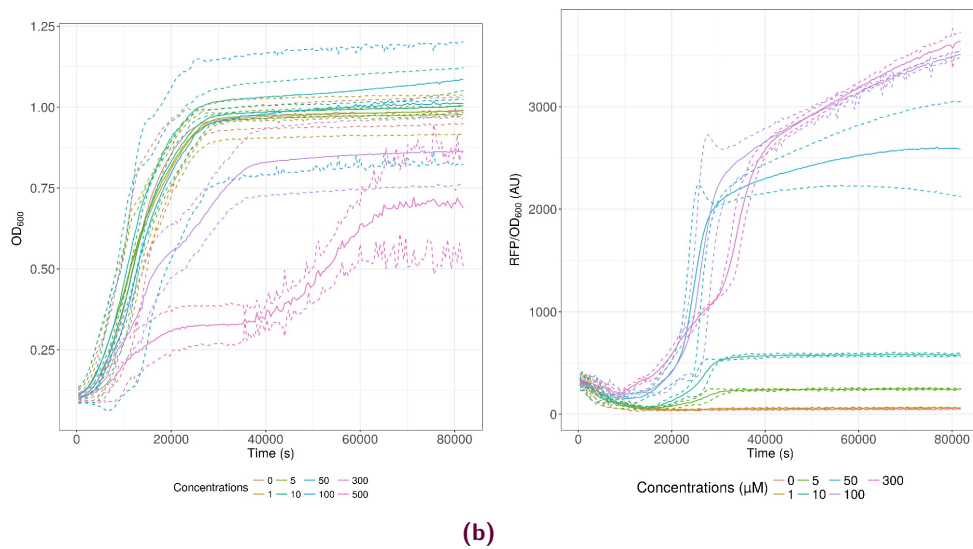 1.25
1.00
0.75
0.50
0.25
OD600
0 20000 40000 60000 80000
Time (s)
Concentrations 0 5 50 300
1 10 100 500
3000
2000
1000
0
RFP/OD600 (AU)
0 20000 40000 60000 80000
Time (s)
Concentrations (µM) 0 5 50 300
1 10 100
(b)